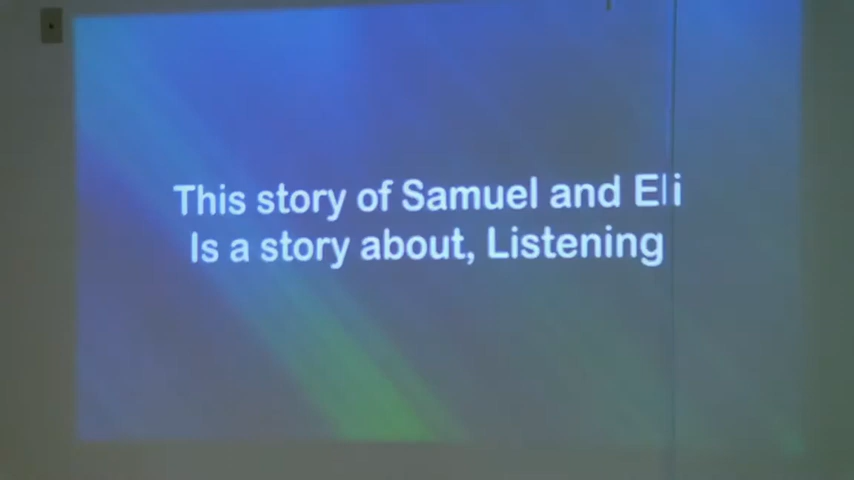 This story of Samuel and Eli
Is a story about, Listening